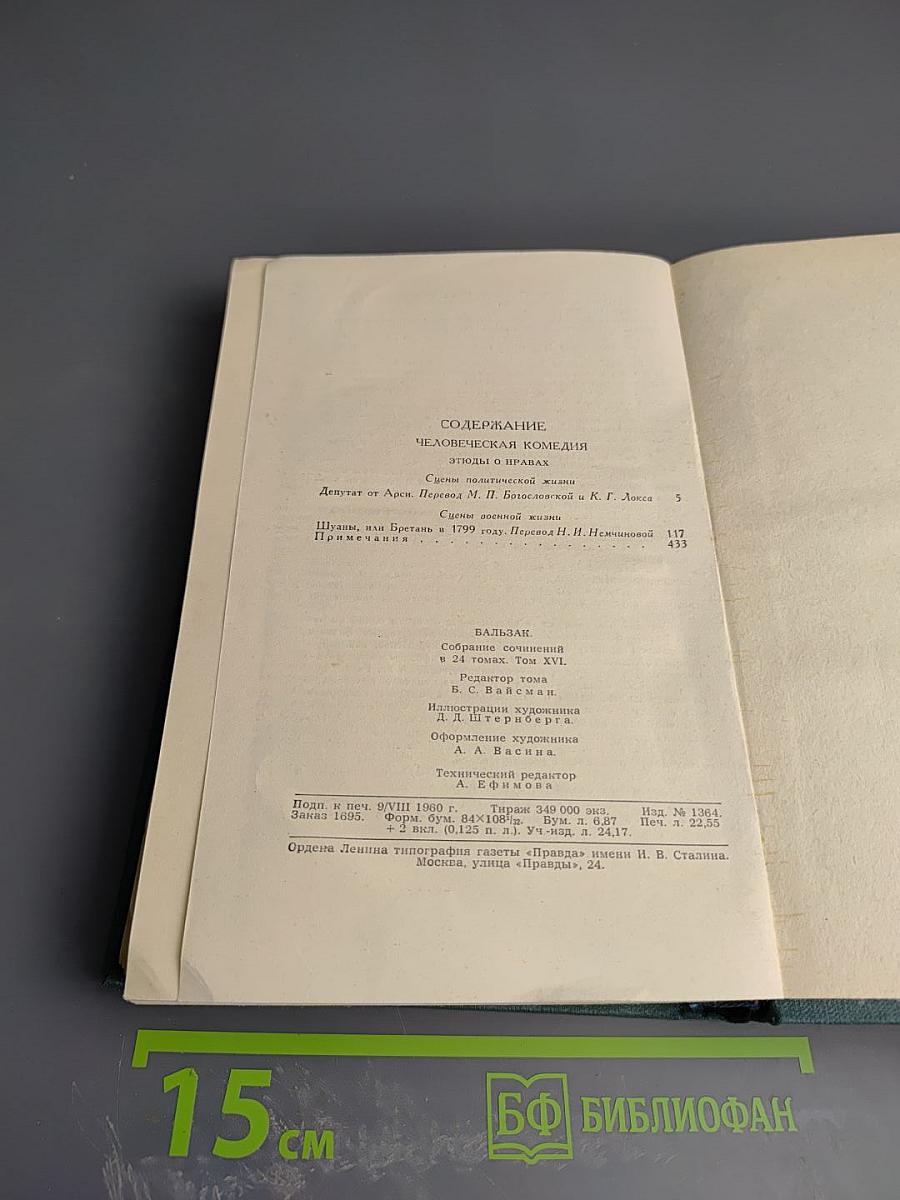 СОДЕРЖАНИЕ
ЧЕЛОВЕЧЕСКАЯ КОМЕДИЯ
ЭТЮДЫ О НРАВАХ
Сцены политической жизни
Депутат от Арси. Перевод М. П. Богословской и К. Г. Локса 5
Сцены военной жизни
Шуаны, или Бретань в 1799 году. Перевод Н. И. Немчиновой 117
Примечания . . . . . . . . . . . . . . . . 433
БАЛЬЗАК.
Собрание сочинений
в 24 томах. Том XVI.
Редактор тома
Б. С. Вайсман.
Иллюстрации художника
Д. Д. Штернберга.
Оформление художника
А. А. Васина.
Технический редактор
А. Ефимова
Подп. к печ. 9/VIII 1960 г. Тираж 349 000 экз. Изд. № 1364.
Заказ 1695. Форм. бум. 84×108¹/₃₂. Бум. л. 6,87 Печ. л. 22,55
+ 2 вкл. (0,125 п. л.). Уч.-изд. л. 24,17.
Ордена Ленина типография газеты «Правда» имени И. В. Сталина.
Москва, улица «Правды», 24.
15 см
БФ БИБЛИОФАН